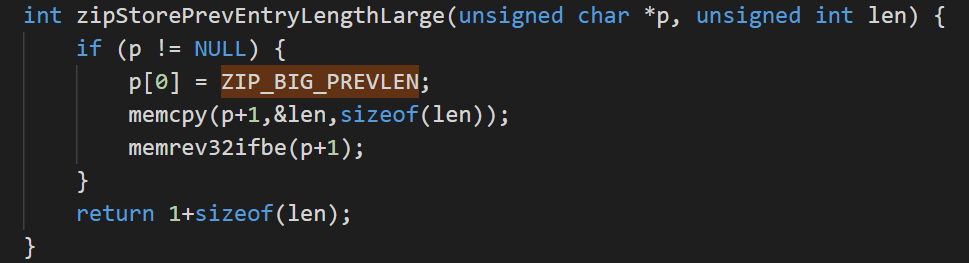 int zipStorePrevEntryLengthLarge(unsigned char *p, unsigned int len) {
    if (p != NULL) {
        p[0] = ZIP_BIG_PREVLEN;
        memcpy(p+1,&len,sizeof(len));
        memrev32ifbe(p+1);
    }
    return 1+sizeof(len);
}